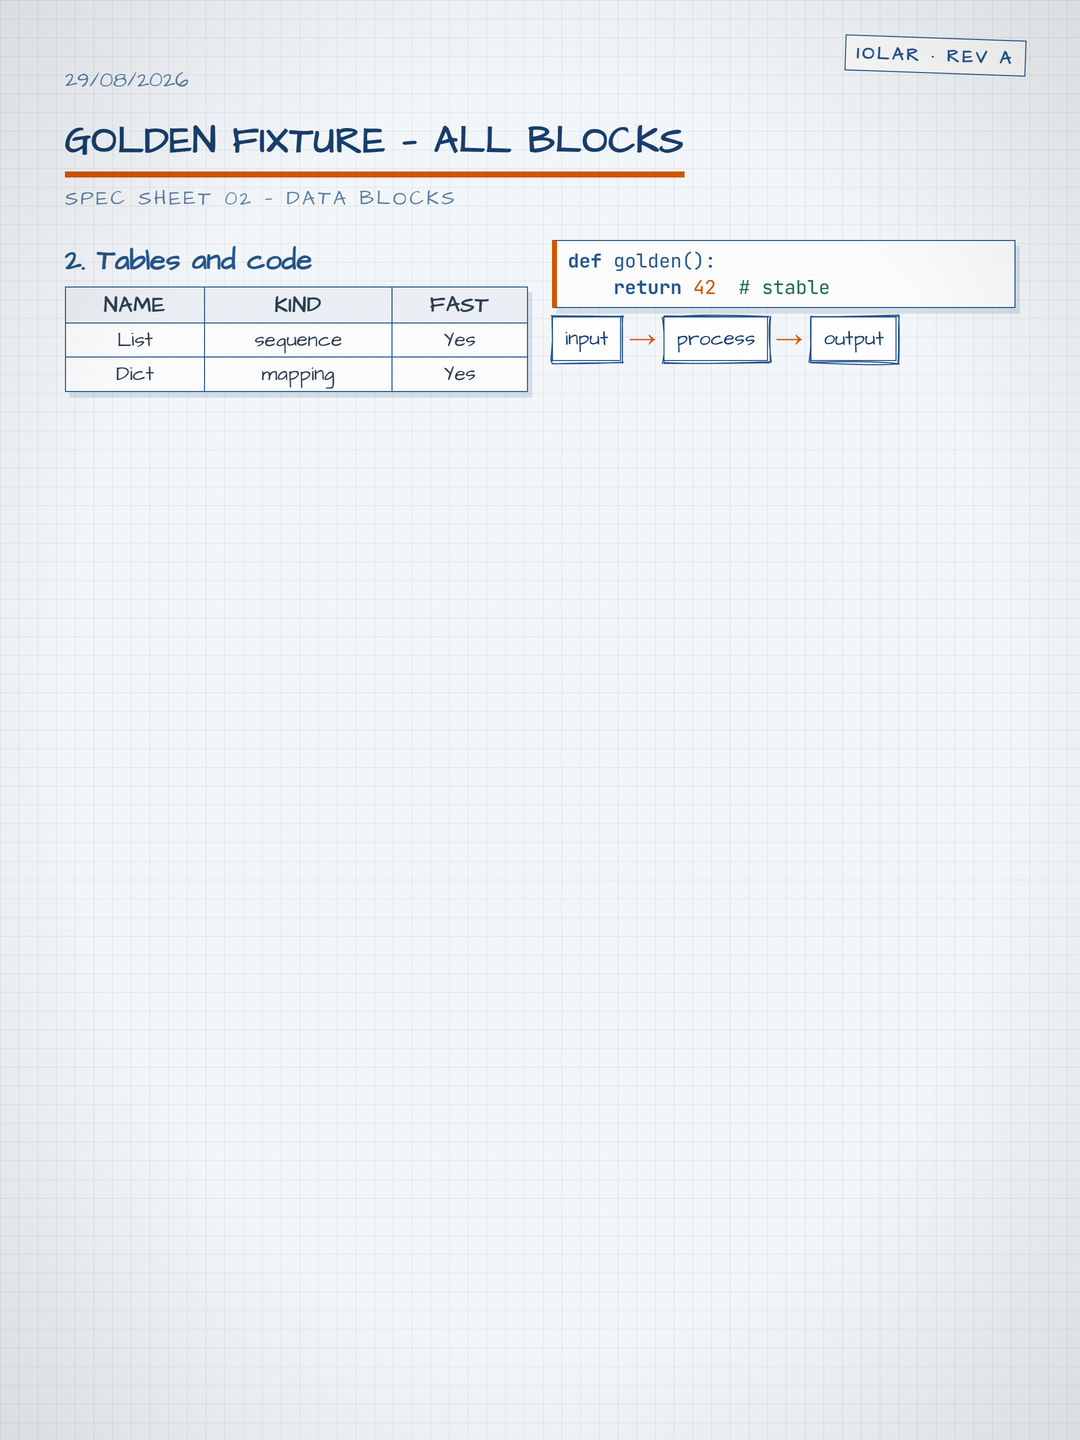 29/08/2026
IOLAR · REV A
GOLDEN FIXTURE - ALL BLOCKS
SPEC SHEET 02 - DATA BLOCKS
2. Tables and code
NAME KIND FAST
List sequence Yes
Dict mapping Yes
def golden():
    return 42  # stable
input → process → output